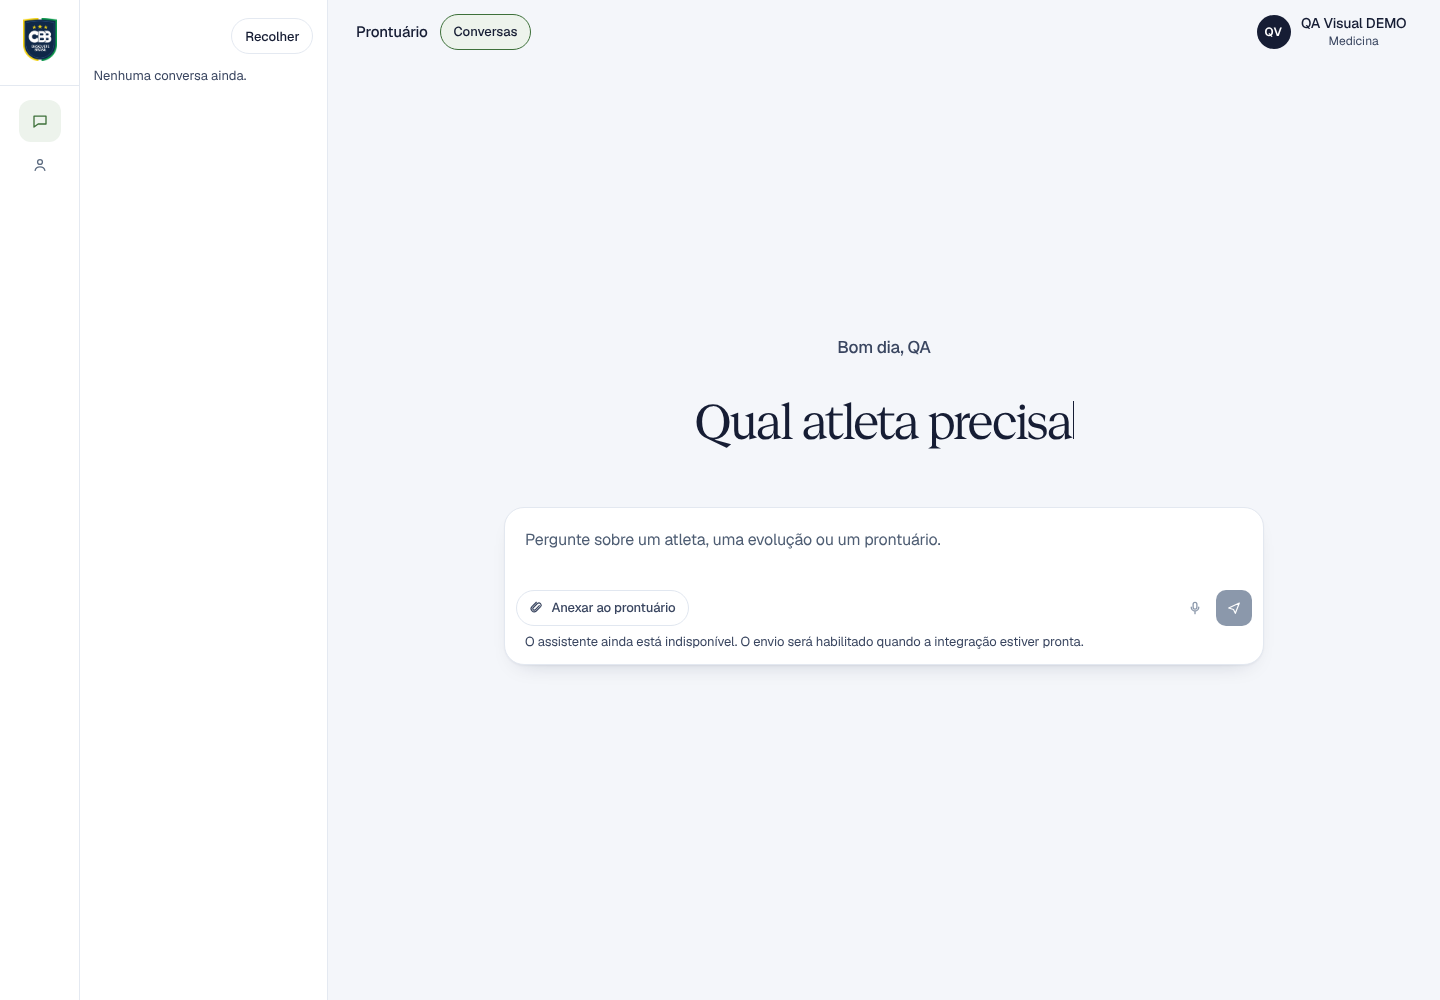 CBB
Recolher
Nenhuma conversa ainda.
Prontuário
Conversas
QV
QA Visual DEMO
Medicina
Bom dia, QA
Qual atleta precisa
Pergunte sobre um atleta, uma evolução ou um prontuário.
Anexar ao prontuário
O assistente ainda está indisponível. O envio será habilitado quando a integração estiver pronta.